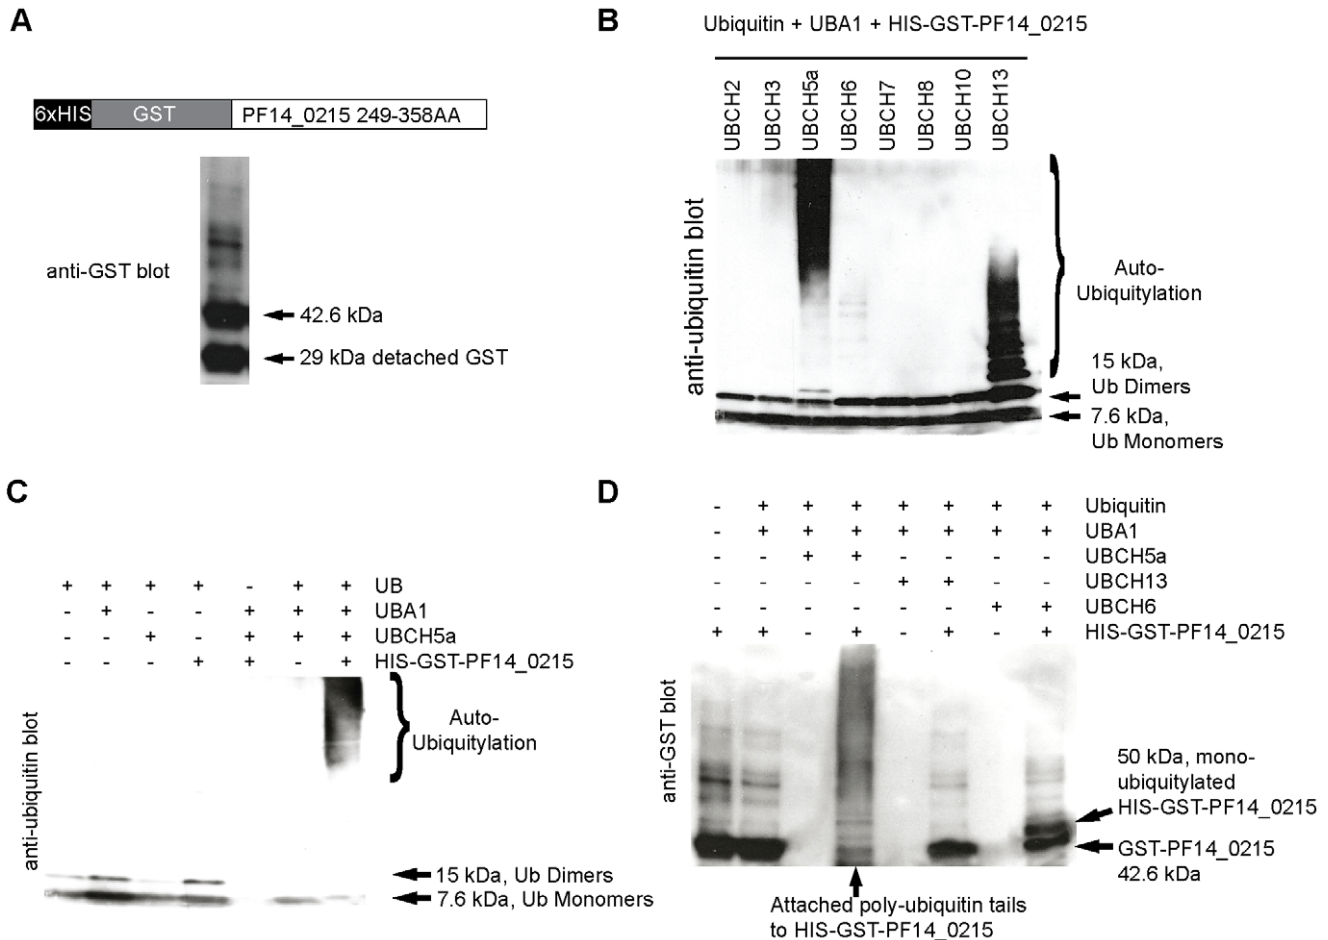 A
6xHIS GST PF14_0215 249-358AA
anti-GST blot
42.6 kDa
29 kDa detached GST
B
Ubiquitin + UBA1 + HIS-GST-PF14_0215
UBCH2 UBCH3 UBCH5a UBCH6 UBCH7 UBCH8 UBCH10 UBCH13
anti-ubiquitin blot
Auto-
Ubiquitylation
15 kDa,
Ub Dimers
7.6 kDa,
Ub Monomers
C
+ + + + - + + UB
- + - - + + + UBA1
- - + - + + + UBCH5a
- - - + + - + HIS-GST-PF14_0215
anti-ubiquitin blot
Auto-
Ubiquitylation
15 kDa, Ub Dimers
7.6 kDa, Ub Monomers
D
- + + + + + + + Ubiquitin
- + + + + + + + UBA1
- - + + - - - - UBCH5a
- - - - + + - - UBCH13
- - - - - - + + UBCH6
+ + - + - + - + HIS-GST-PF14_0215
anti-GST blot
50 kDa, mono-
ubiquitylated
HIS-GST-PF14_0215
GST-PF14_0215
42.6 kDa
Attached poly-ubiquitin tails
to HIS-GST-PF14_0215